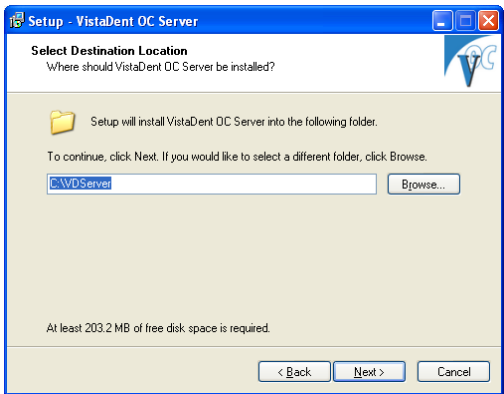 Setup - VistaDent OC Server
Select Destination Location
Where should VistaDent OC Server be installed?
VOC
Setup will install VistaDent OC Server into the following folder.
To continue, click Next. If you would like to select a different folder, click Browse.
C:\VDServer
Browse...
At least 203.2 MB of free disk space is required.
< Back
Next >
Cancel